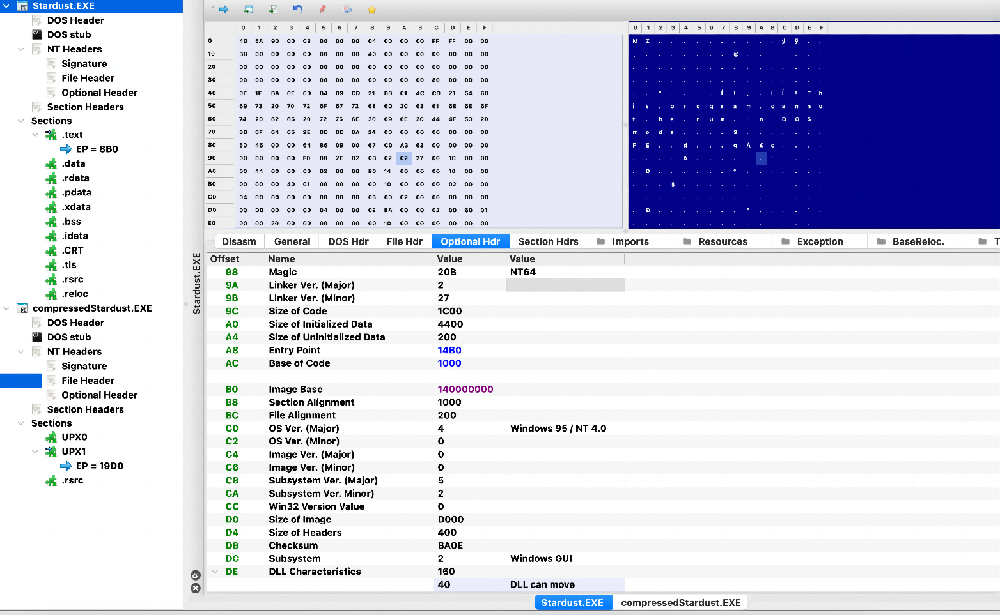 Stardust.EXE
DOS Header
DOS stub
NT Headers
Signature
File Header
Optional Header
Section Headers
Sections
.text
EP = 8B0
.data
.rdata
.pdata
.xdata
.bss
.idata
.CRT
.tls
.rsrc
.reloc
compressedStardust.EXE
DOS Header
DOS stub
NT Headers
Signature
File Header
Optional Header
Section Headers
Sections
UPX0
UPX1
EP = 19D0
.rsrc
0 1 2 3 4 5 6 7 8 9 A B C D E F
0 4D 5A 90 00 03 00 00 00 04 00 00 00 FF FF 00 00
10 B8 00 00 00 00 00 00 00 40 00 00 00 00 00 00 00
20 00 00 00 00 00 00 00 00 00 00 00 00 00 00 00 00
30 00 00 00 00 00 00 00 00 00 00 00 00 80 00 00 00
40 0E 1F BA 0E 00 B4 09 CD 21 B8 01 4C CD 21 54 68
50 69 73 20 70 72 6F 67 72 61 6D 20 63 61 6E 6E 6F
60 74 20 62 65 20 72 75 6E 20 69 6E 20 44 4F 53 20
70 6D 6F 64 65 2E 0D 0D 0A 24 00 00 00 00 00 00 00
80 50 45 00 00 64 86 0B 00 67 C0 A3 63 00 00 00 00
90 00 00 00 00 F0 00 2E 02 0B 02 02 27 00 1C 00 00
A0 00 44 00 00 00 02 00 00 B0 14 00 00 00 10 00 00
B0 00 00 00 40 01 00 00 00 00 10 00 00 00 02 00 00
C0 04 00 00 00 00 00 00 00 05 00 02 00 00 00 00 00
D0 00 D0 00 00 00 04 00 00 0E BA 00 00 02 00 60 01
E0 00 00 20 00 00 00 00 00 00 10 00 00 00 00 00 00
0 1 2 3 4 5 6 7 8 9 A B C D E F
M Z . . . . . . . . . . ÿ ÿ . .
¸ . . . . . . . @ . . . . . . .
. . . . . . . . . . . . . . . .
. . . . . . . . . . . . . . . .
. . º . . ´ . Í ! ¸ . L Í ! T h
i s . p r o g r a m . c a n n o
t . b e . r u n . i n . D O S .
m o d e . . . . $ . . . . . . .
P E . . d . . . g À £ c . . . .
. . . . ð . . . . . . ' . . . .
. D . . . . . . ° . . . . . . .
. . . @ . . . . . . . . . . . .
. . . . . . . . . . . . . . . .
. Ð . . . . . . . º . . . . ` .
. . . . . . . . . . . . . . . .
Disasm General DOS Hdr File Hdr Optional Hdr Section Hdrs Imports Resources Exception BaseReloc. T
Stardust.EXE
Offset Name Value Value
98 Magic 20B NT64
9A Linker Ver. (Major) 2
9B Linker Ver. (Minor) 27
9C Size of Code 1C00
A0 Size of Initialized Data 4400
A4 Size of Uninitialized Data 200
A8 Entry Point 14B0
AC Base of Code 1000
B0 Image Base 140000000
B8 Section Alignment 1000
BC File Alignment 200
C0 OS Ver. (Major) 4 Windows 95 / NT 4.0
C2 OS Ver. (Minor) 0
C4 Image Ver. (Major) 0
C6 Image Ver. (Minor) 0
C8 Subsystem Ver. (Major) 5
CA Subsystem Ver. Minor) 2
CC Win32 Version Value 0
D0 Size of Image D000
D4 Size of Headers 400
D8 Checksum BA0E
DC Subsystem 2 Windows GUI
DE DLL Characteristics 160
40 DLL can move
Stardust.EXE compressedStardust.EXE